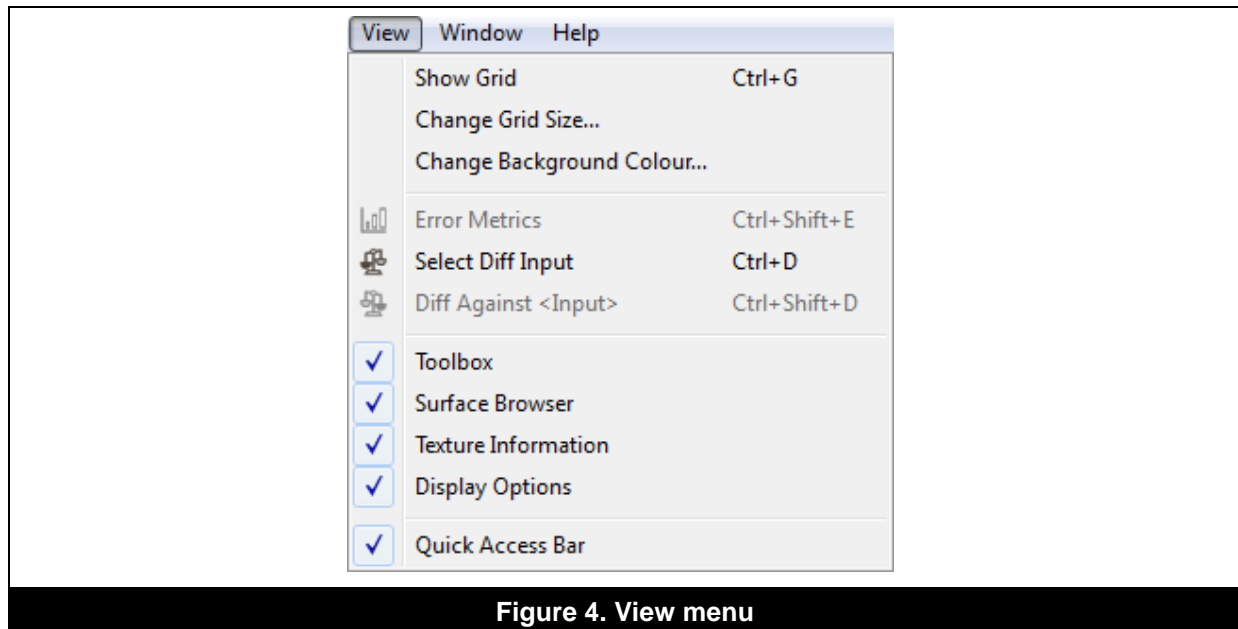 View Window Help
Show Grid Ctrl+G
Change Grid Size...
Change Background Colour...
Error Metrics Ctrl+Shift+E
Select Diff Input Ctrl+D
Diff Against <Input> Ctrl+Shift+D
Toolbox
Surface Browser
Texture Information
Display Options
Quick Access Bar
Figure 4. View menu